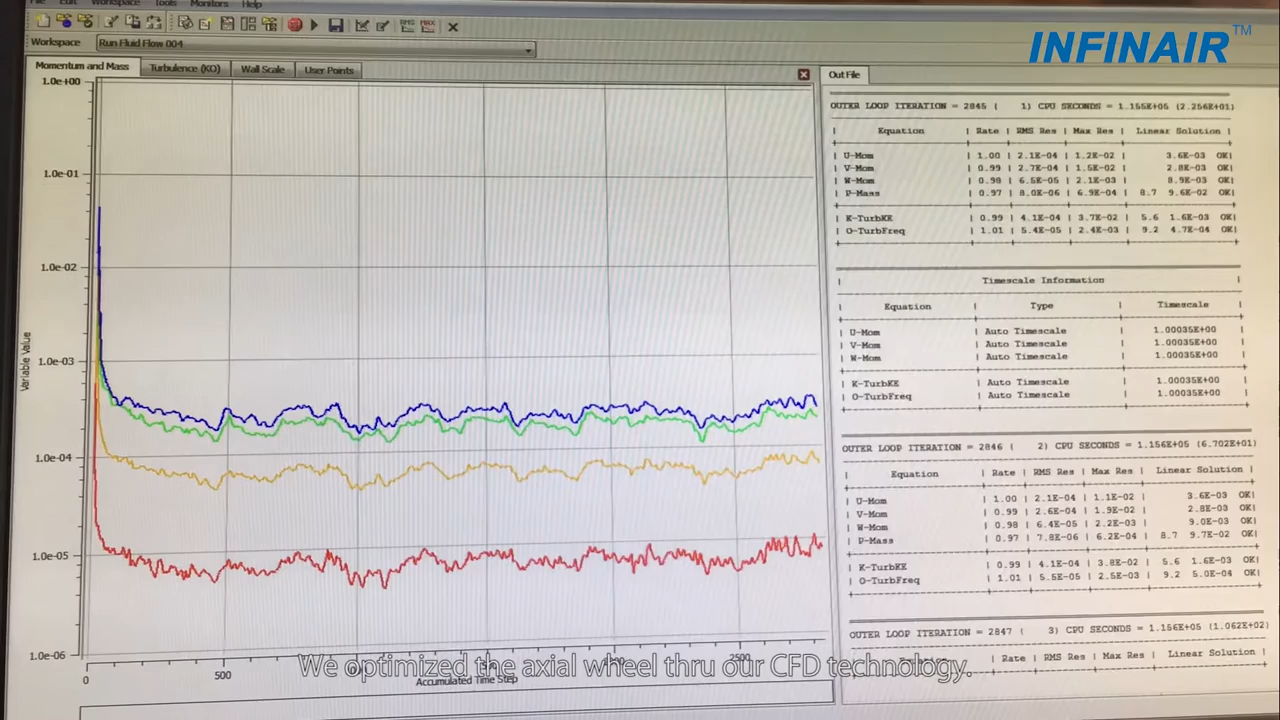 File Edit Workspace Tools Monitors Help
INFINAIR™
RMS MAX
Workspace Run Fluid Flow 004
Momentum and Mass Turbulence (KO) Wall Scale User Points
Out File
1.0e+00
1.0e-01
1.0e-02
1.0e-03
1.0e-04
1.0e-05
1.0e-06
Variable Value
0 500 2500
Accumulated Time Step
OUTER LOOP ITERATION = 2845 ( 1) CPU SECONDS = 1.155E+05 (2.256E+01)
| Equation | Rate | RMS Res | Max Res | Linear Solution |
| U-Mom | 1.00 | 2.1E-04 | 1.2E-02 | 3.6E-03 OK|
| V-Mom | 0.99 | 2.7E-04 | 1.5E-02 | 2.8E-03 OK|
| W-Mom | 0.98 | 6.5E-05 | 2.1E-03 | 8.9E-03 OK|
| P-Mass | 0.97 | 8.0E-06 | 6.9E-04 | 8.7 9.6E-02 OK|
| K-TurbKE | 0.99 | 4.1E-04 | 3.7E-02 | 5.6 1.6E-03 OK|
| O-TurbFreq | 1.01 | 5.4E-05 | 2.4E-03 | 9.2 4.7E-04 OK|
| Timescale Information |
| Equation | Type | Timescale |
| U-Mom | Auto Timescale | 1.00035E+00 |
| V-Mom | Auto Timescale | 1.00035E+00 |
| W-Mom | Auto Timescale | 1.00035E+00 |
| K-TurbKE | Auto Timescale | 1.00035E+00 |
| O-TurbFreq | Auto Timescale | 1.00035E+00 |
OUTER LOOP ITERATION = 2846 ( 2) CPU SECONDS = 1.156E+05 (6.702E+01)
| Equation | Rate | RMS Res | Max Res | Linear Solution |
| U-Mom | 1.00 | 2.1E-04 | 1.1E-02 | 3.6E-03 OK|
| V-Mom | 0.99 | 2.6E-04 | 1.9E-02 | 2.8E-03 OK|
| W-Mom | 0.98 | 6.4E-05 | 2.2E-03 | 9.0E-03 OK|
| P-Mass | 0.97 | 7.8E-06 | 6.2E-04 | 8.7 9.7E-02 OK|
| K-TurbKE | 0.99 | 4.1E-04 | 3.8E-02 | 5.6 1.6E-03 OK|
| O-TurbFreq | 1.01 | 5.5E-05 | 2.5E-03 | 9.2 5.0E-04 OK|
OUTER LOOP ITERATION = 2847 ( 3) CPU SECONDS = 1.156E+05 (1.062E+02)
| Rate | RMS Res | Max Res | Linear Solution |
We optimized the axial wheel thru our CFD technology.